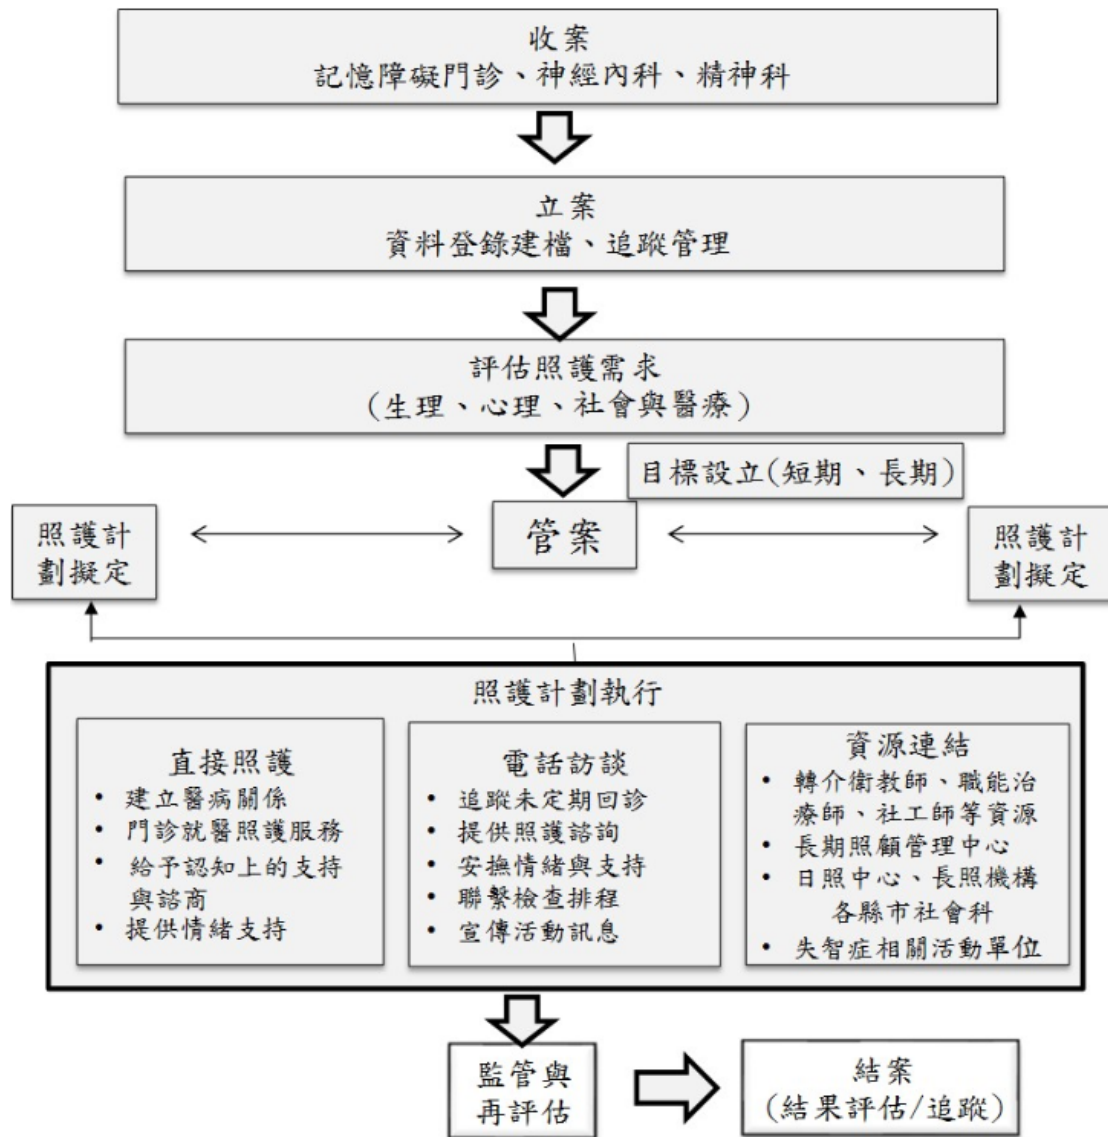 收案
記憶障礙門診、神經內科、精神科
立案
資料登錄建檔、追蹤管理
評估照護需求
(生理、心理、社會與醫療)
目標設立(短期、長期)
照護計
劃擬定
管案
照護計
劃擬定
照護計劃執行
直接照護
• 建立醫病關係
• 門診就醫照護服務
• 給予認知上的支持
與諮商
• 提供情緒支持
電話訪談
• 追蹤未定期回診
• 提供照護諮詢
• 安撫情緒與支持
• 聯繫檢查排程
• 宣傳活動訊息
資源連結
• 轉介衛教師、職能治
療師、社工師等資源
• 長期照顧管理中心
• 日照中心、長照機構
各縣市社會科
• 失智症相關活動單位
監管與
再評估
結案
(結果評估/追蹤)